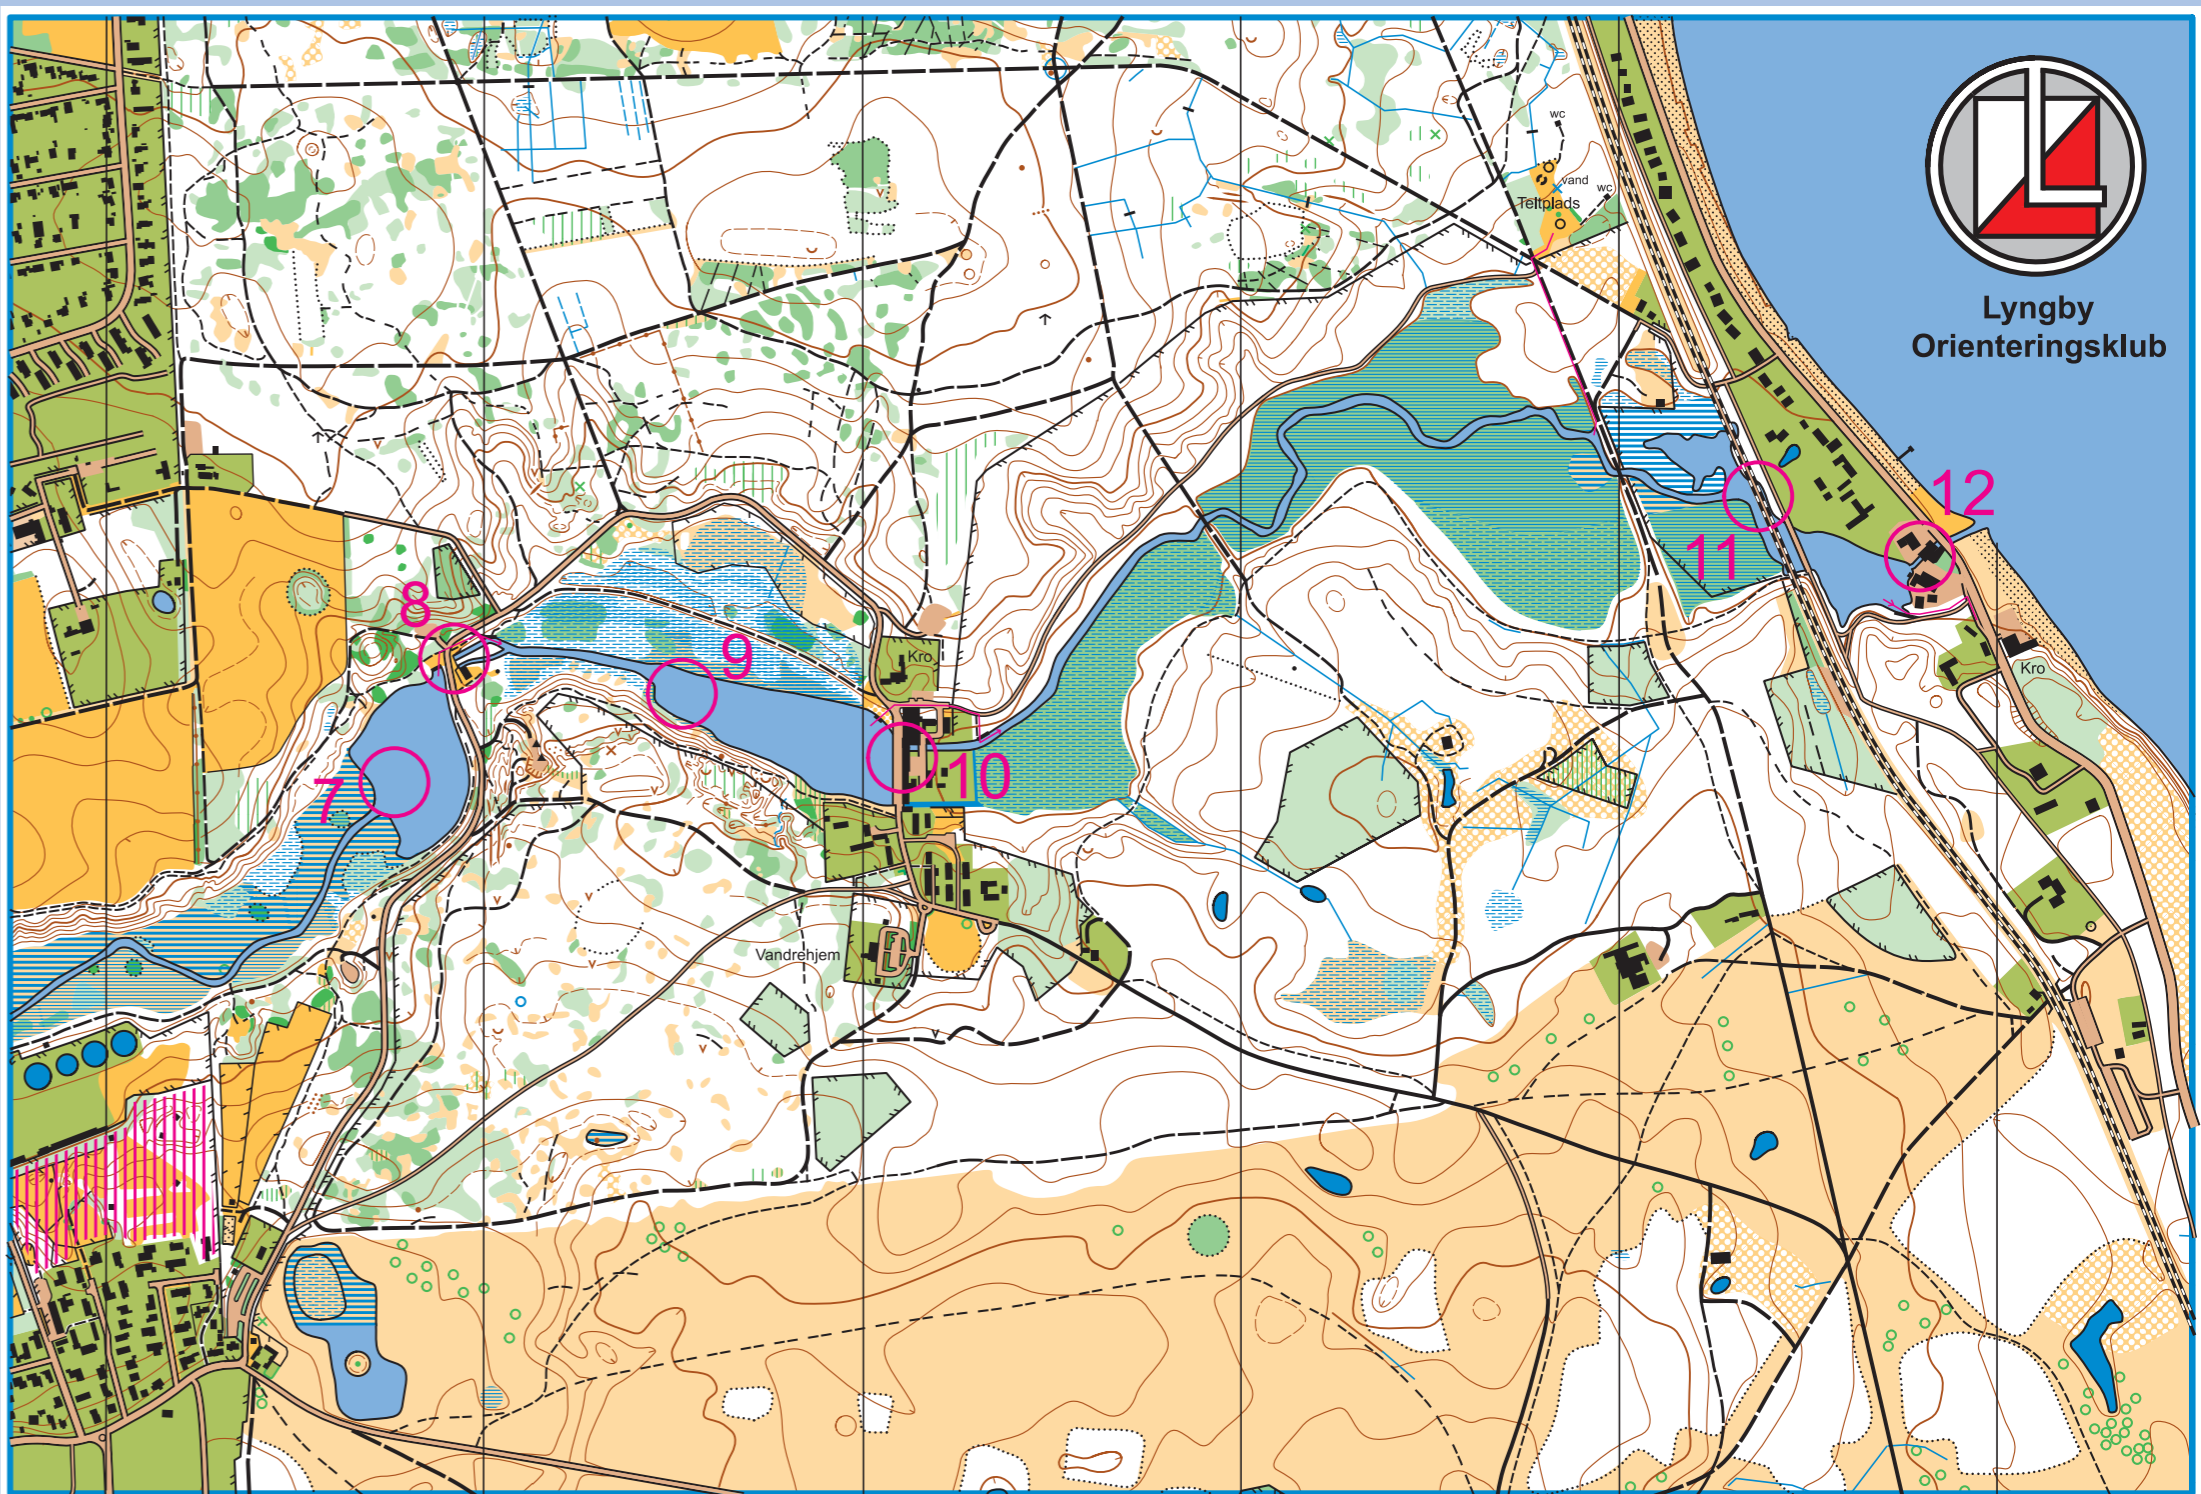 wc
vand
wc
Teltplads
Lyngby
Orienteringsklub
12
11
8
9
Kro
Kro
7
10
Vandrehjem